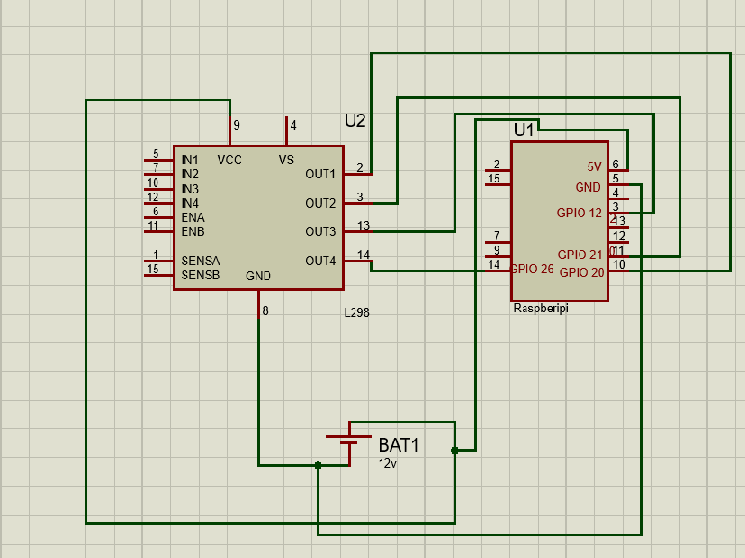 U2
9
4
5
IN1
VCC
VS
7
IN2
OUT1
2
10
IN3
12
IN4
OUT2
3
6
ENA
11
ENB
OUT3
13
1
SENSA
OUT4
14
15
SENSB
GND
8
L298
U1
2
5V
6
15
GND
5
4
GPIO 12
3
13
7
12
9
GPIO 21
11
14
GPIO 26
GPIO 20
10
Raspberipi
BAT1
12v